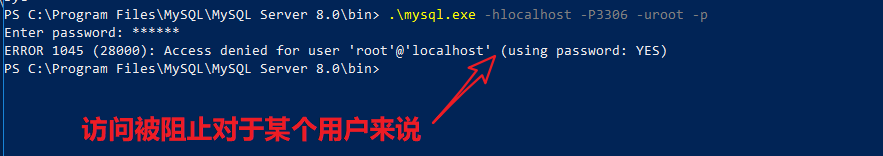 PS C:\Program Files\MySQL\MySQL Server 8.0\bin> .\mysql.exe -hlocalhost -P3306 -uroot -p
Enter password: ******
ERROR 1045 (28000): Access denied for user 'root'@'localhost' (using password: YES)
PS C:\Program Files\MySQL\MySQL Server 8.0\bin>
访问被阻止对于某个用户来说